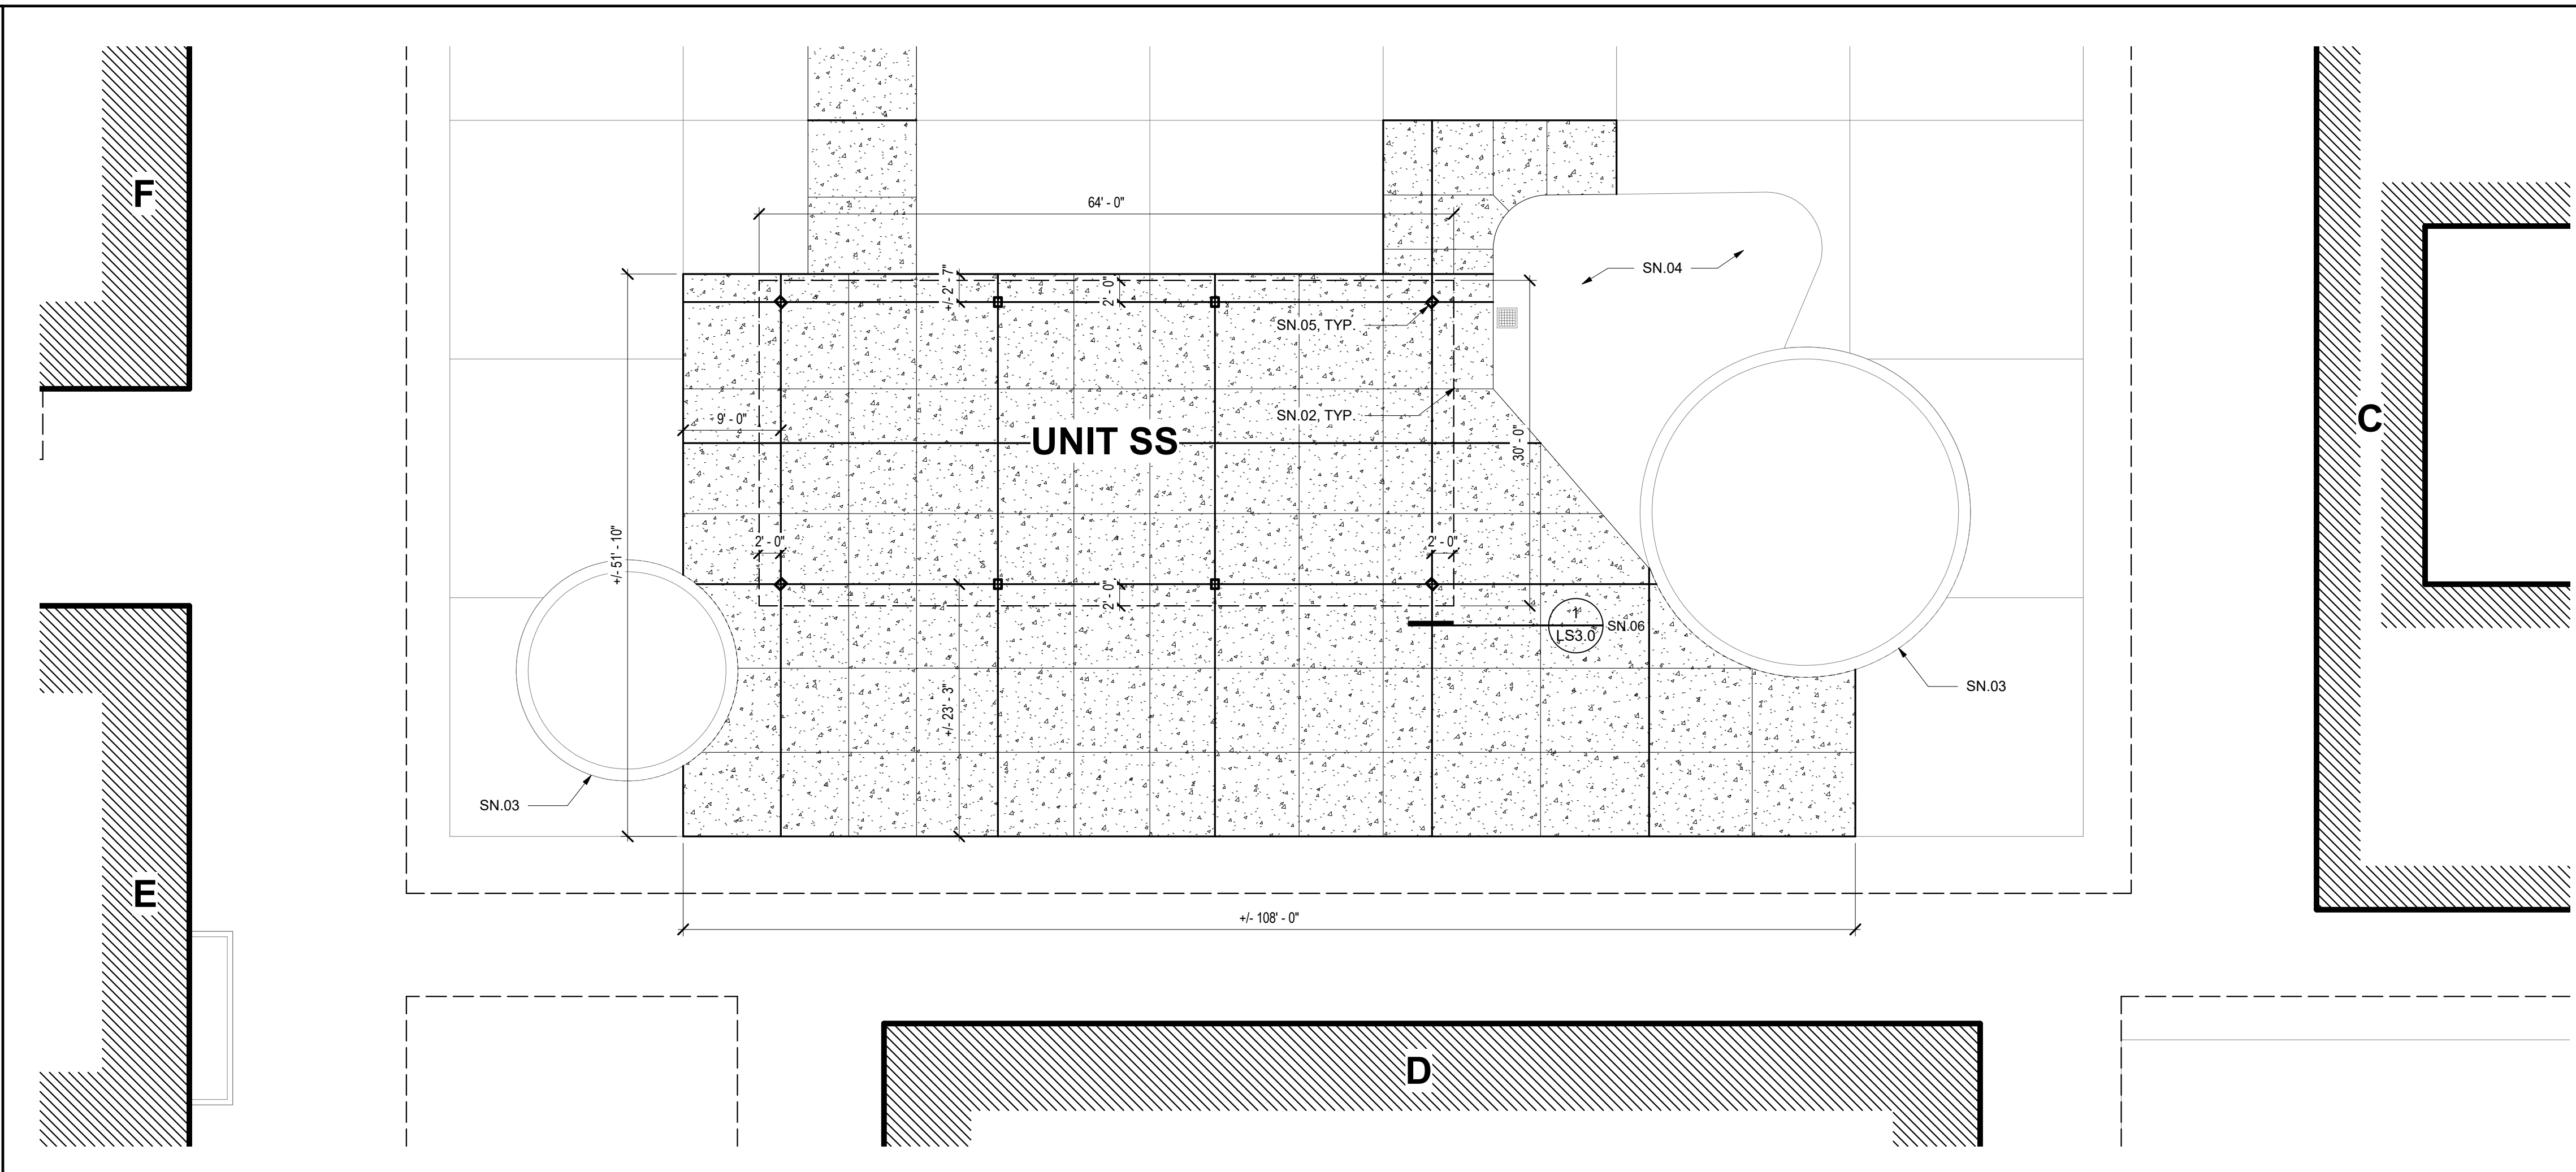 F
64' - 0"
+/- 2' - 7"
2' - 0"
SN.04
SN.05, TYP.
SN.02, TYP.
9' - 0"
UNIT SS
30' - 0"
C
+/- 51' - 10"
2' - 0"
2' - 0"
2' - 0"
1
LS3.0
SN.06
+/- 23' - 3"
SN.03
SN.03
E
+/- 108' - 0"
D